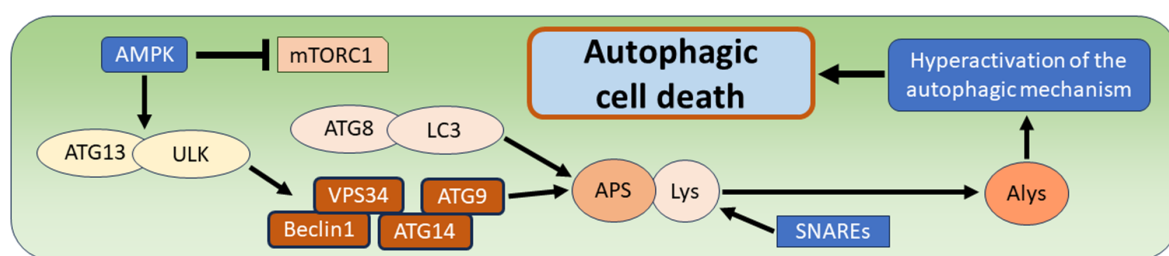 AMPK
mTORC1
Autophagic
cell death
Hyperactivation of the
autophagic mechanism
ATG13
ULK
ATG8
LC3
VPS34
ATG9
Beclin1
ATG14
APS
Lys
SNAREs
Alys